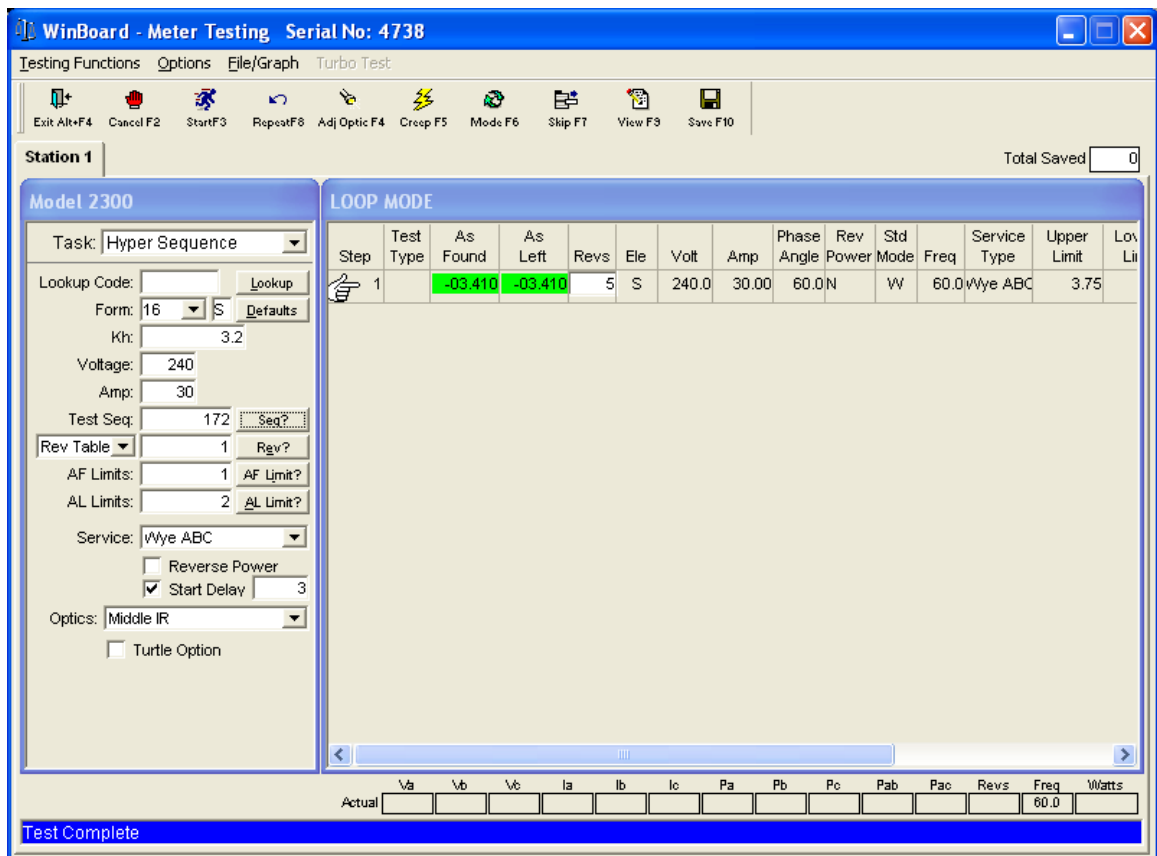 WinBoard - Meter Testing Serial No: 4738
Testing Functions Options File/Graph Turbo Test
Exit Alt+F4 Cancel F2 StartF3 RepeatF8 Adj Optic F4 Creep F5 Mode F6 Skip F7 View F9 Save F10
Station 1
Total Saved 0
Model 2300
Task: Hyper Sequence
Lookup Code: Lookup
Form: 16 S Defaults
Kh: 3.2
Voltage: 240
Amp: 30
Test Seq: 172 Seq?
Rev Table 1 Rev?
AF Limits: 1 AF Limit?
AL Limits: 2 AL Limit?
Service: Wye ABC
Reverse Power
Start Delay 3
Optics: Middle IR
Turtle Option
LOOP MODE
Step Test Type As Found As Left Revs Ele Volt Amp Phase Angle Rev Power Std Mode Freq Service Type Upper Limit Lov Lii
1 -03.410 -03.410 5 S 240.0 30.00 60.0 N W 60.0 Wye ABC 3.75
Va Vb Vc Ia Ib Ic Pa Pb Pc Pab Pac Revs Freq Watts
Actual 60.0
Test Complete